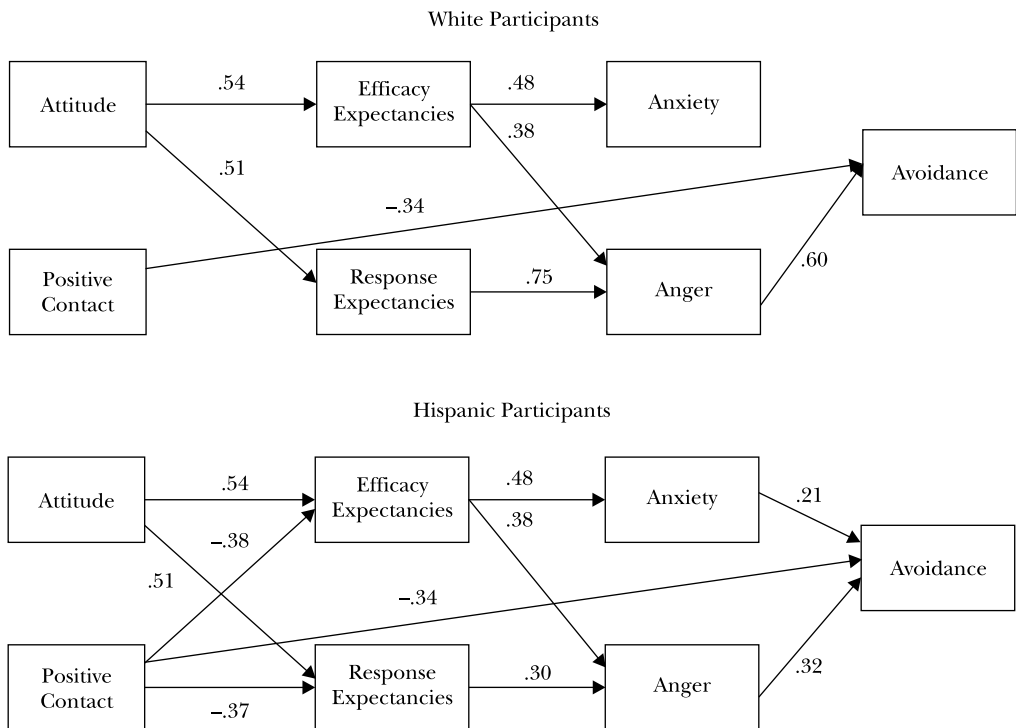 White Participants
.54
.48
Attitude
Efficacy
Expectancies
Anxiety
.38
.51
Avoidance
–.34
Positive
Contact
Response
Expectancies
.75
Anger
.60
Hispanic Participants
.54
.48
Attitude
Efficacy
Expectancies
Anxiety
.21
.38
–.38
Avoidance
.51
–.34
Positive
Contact
Response
Expectancies
.30
Anger
.32
–.37